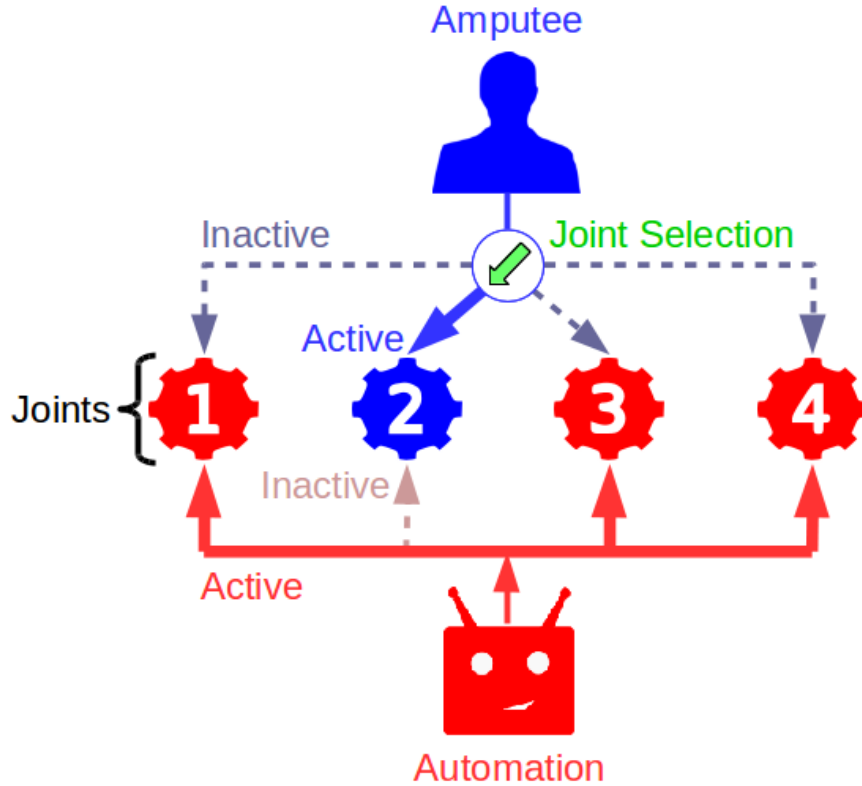 Amputee
Inactive
Joint Selection
Active
Joints
1 2 3 4
Inactive
Active
Automation